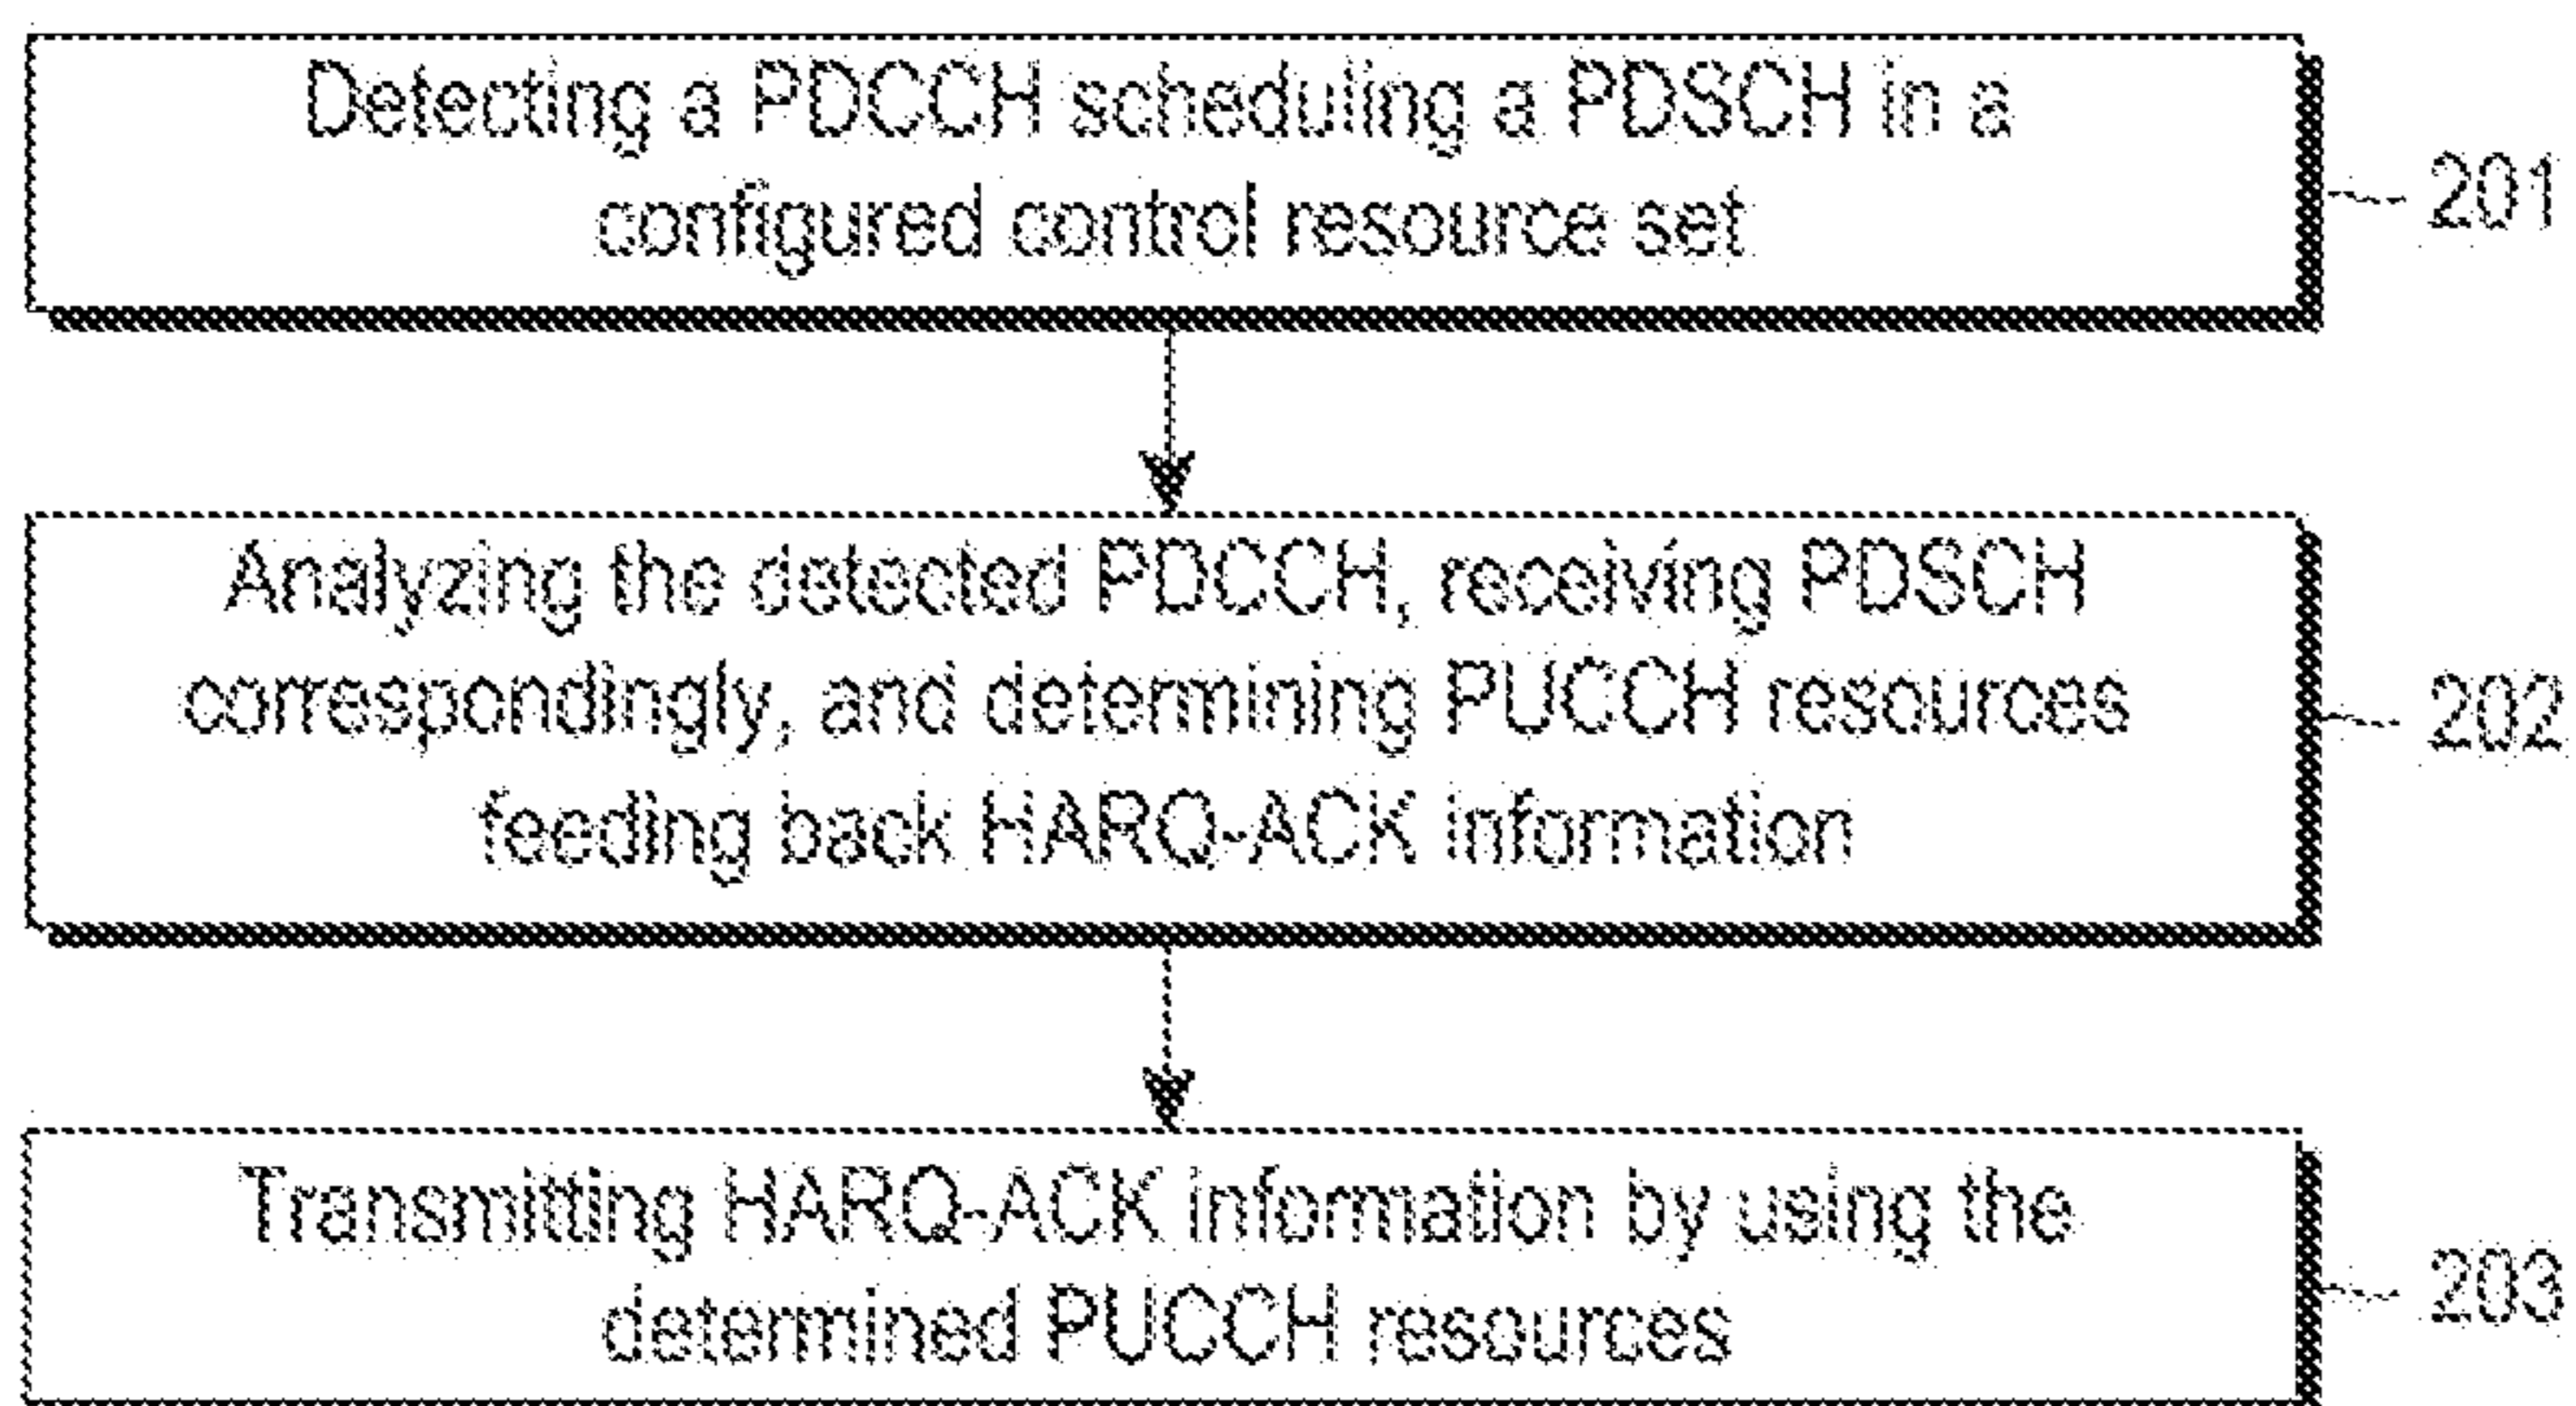 Detecting a PDCCH scheduling a PDSCH in a
configured control resource set
201
Analyzing the detected PDCCH, receiving PDSCH
correspondingly, and determining PUCCH resources
feeding back HARQ-ACK information
202
Transmitting HARQ-ACK information by using the
determined PUCCH resources
203